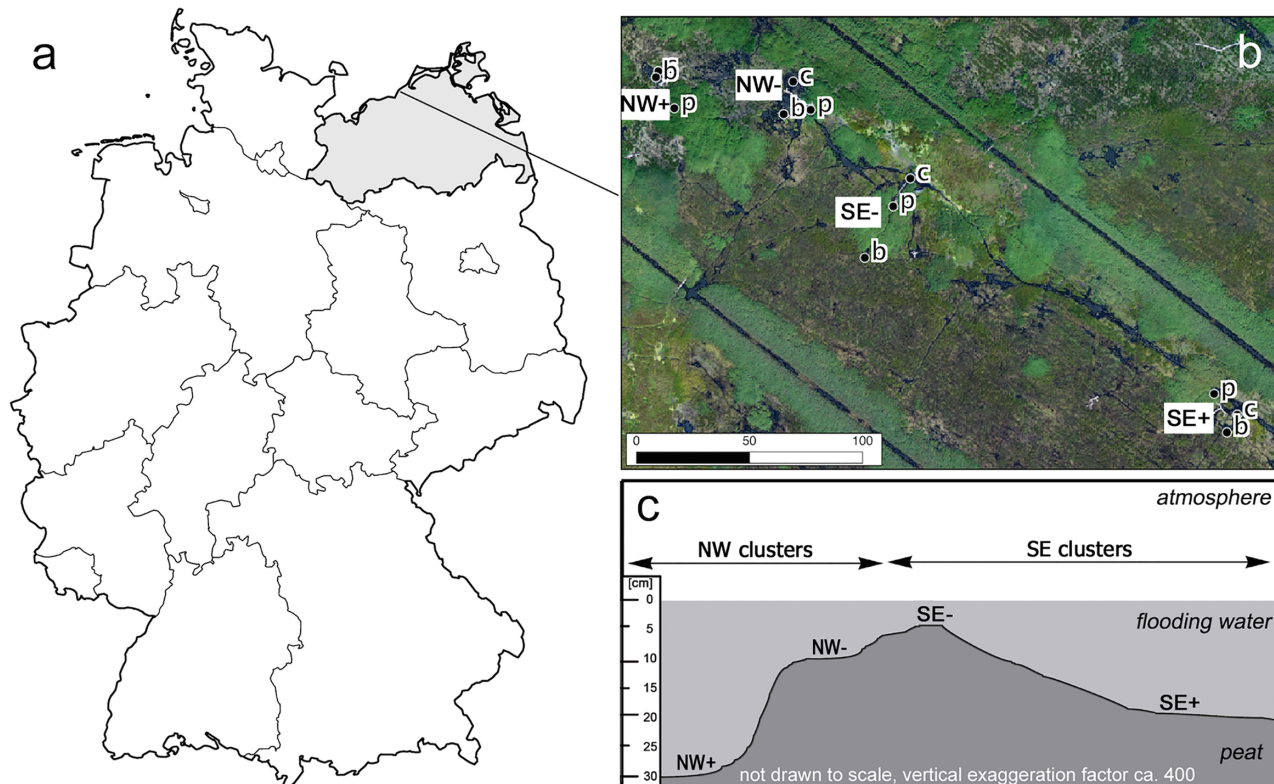 a
b
b
NW+ p
NW- c
b p
c
SE- p
b
p
SE+ c
b
0 50 100
c
atmosphere
NW clusters SE clusters
[cm]
0
flooding water
SE-
5
NW-
10
15
SE+
20
25
peat
NW+
30
not drawn to scale, vertical exaggeration factor ca. 400